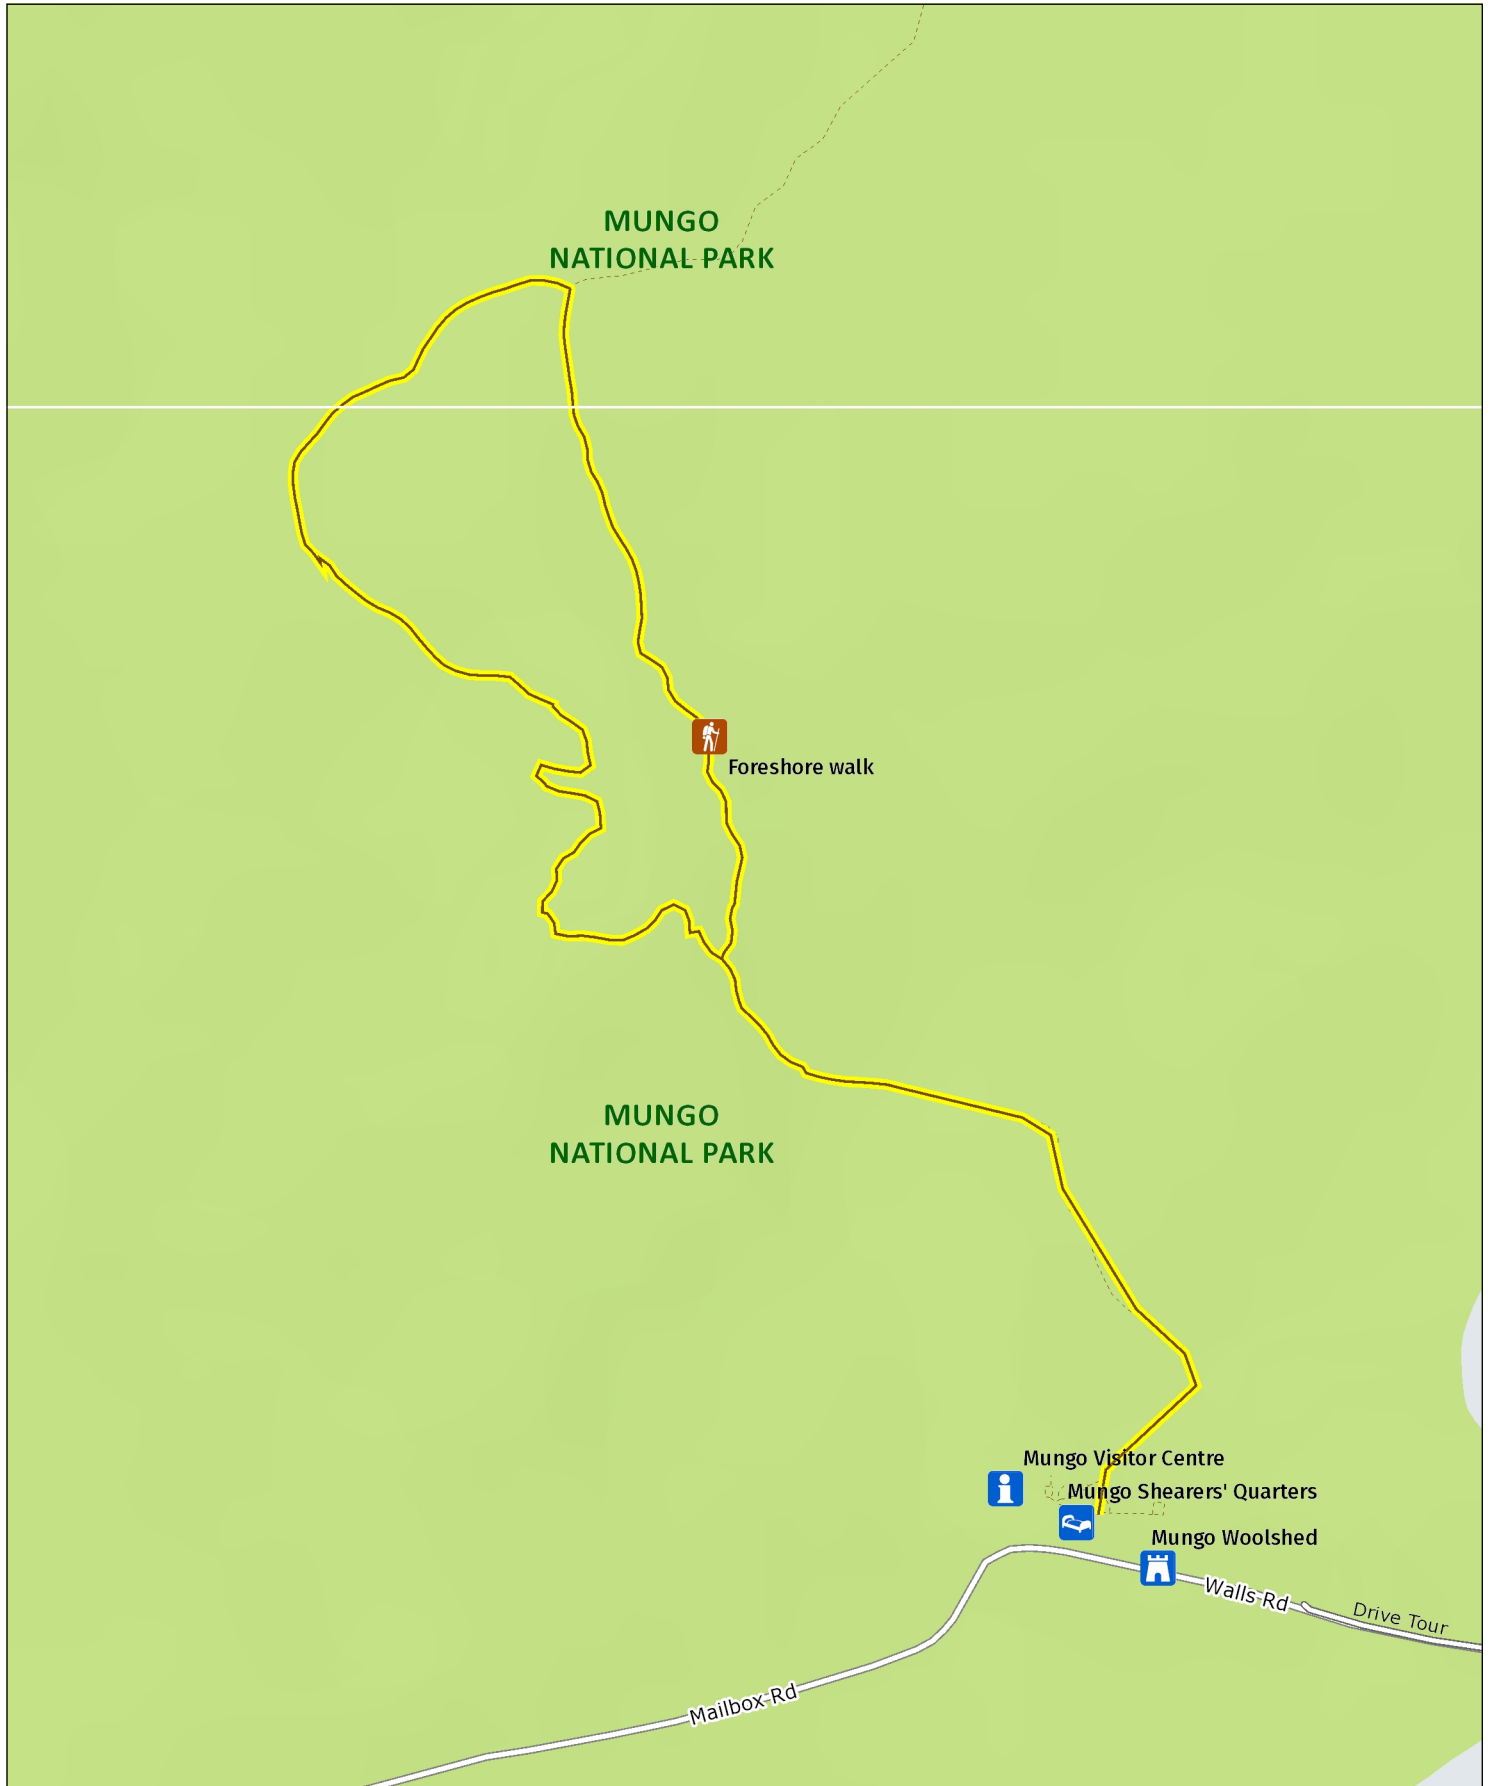 MUNGO
NATIONAL PARK
Foreshore walk
MUNGO
NATIONAL PARK
Mungo Visitor Centre
Mungo Shearers' Quarters
Mungo Woolshed
Walls Rd
Drive Tour
Mailbox Rd